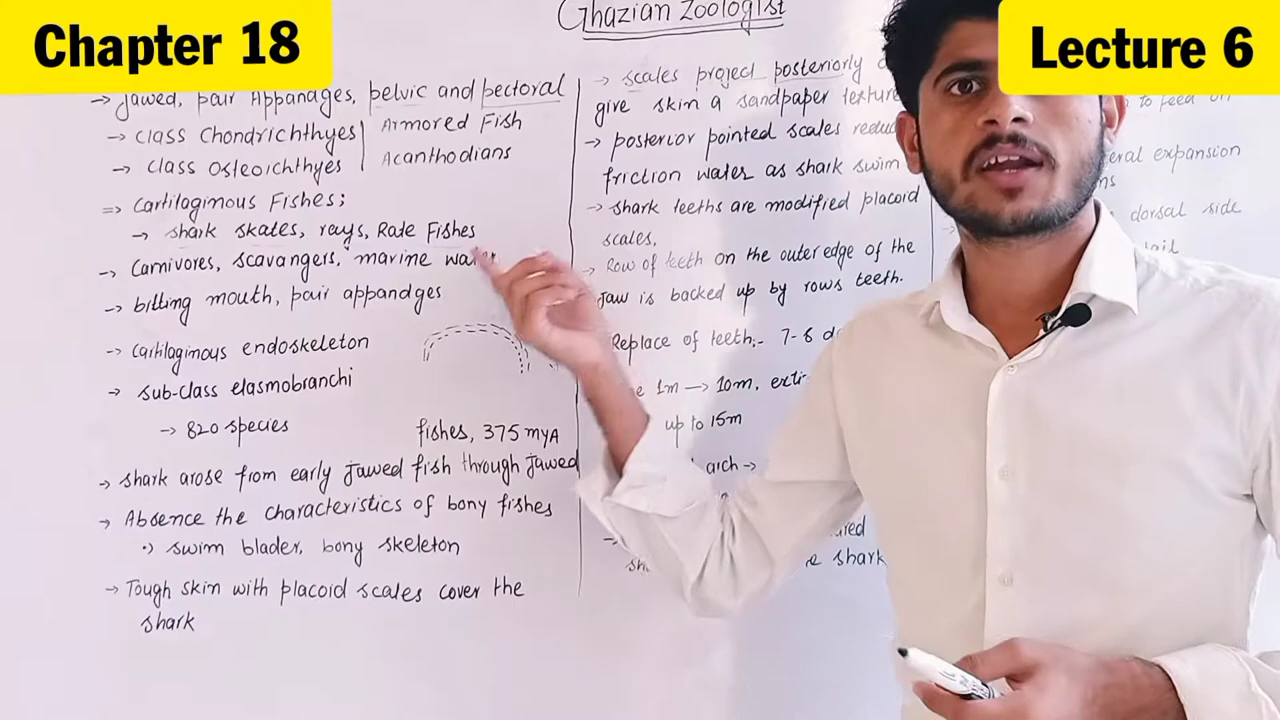 Chapter 18
Lecture 6
Ghazian Zoologist
→ Jawed, pair Appanages, pelvic and pectoral
→ class Chondrichthyes
→ class Osteoichthyes
Armored Fish
Acanthodians
⇒ Cartilaginous Fishes;
→ shark skates, rays, Rate Fishes
→ Carnivores, scavangers, marine
→ bitting mouth, pair appandges
→ Cartilaginous endoskeleton
→ sub-class elasmobranchi
→ 820 species
fishes, 375 mya
→ shark arose from early jawed fish through jawed
→ Absence the characteristics of bony fishes
•) swim blader, bony skeleton
→ Tough skin with placoid scales cover the
shark
→ scales project posteriorly
give skin a sandpaper texture
→ posterior pointed scales
friction water as shark swim
→ shark teeths are modified placoid
scales,
→ Row of teeth on the outer edge of the
Jaw is backed up by rows teeth.
Replace of teeth:- 7-8
1m → 10m,
up to 15m
arch →
shark
to feed on
expansion
dorsal side